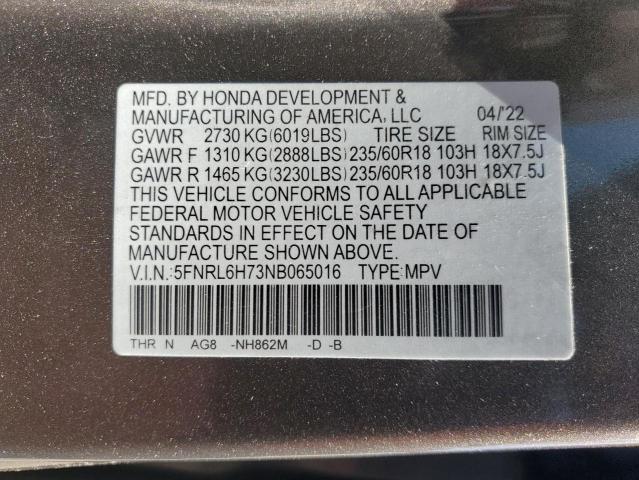 MFD. BY HONDA DEVELOPMENT &
MANUFACTURING OF AMERICA, LLC 04/'22
GVWR 2730 KG(6019LBS) TIRE SIZE RIM SIZE
GAWR F 1310 KG(2888LBS)235/60R18 103H 18X7.5J
GAWR R 1465 KG(3230LBS)235/60R18 103H 18X7.5J
THIS VEHICLE CONFORMS TO ALL APPLICABLE
FEDERAL MOTOR VEHICLE SAFETY
STANDARDS IN EFFECT ON THE DATE OF
MANUFACTURE SHOWN ABOVE.
V.I.N.:5FNRL6H73NB065016 TYPE:MPV
THR N AG8 -NH862M -D -B